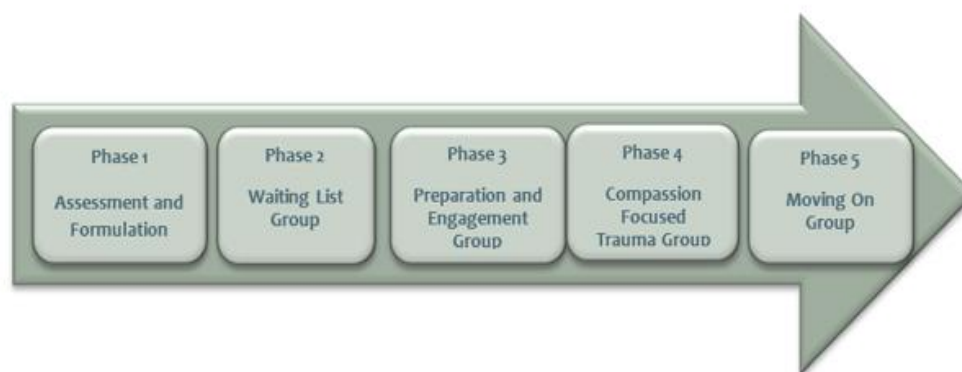 Phase 1
Assessment and
Formulation
Phase 2
Waiting List
Group
Phase 3
Preparation and
Engagement
Group
Phase 4
Compassion
Focused
Trauma Group
Phase 5
Moving On
Group